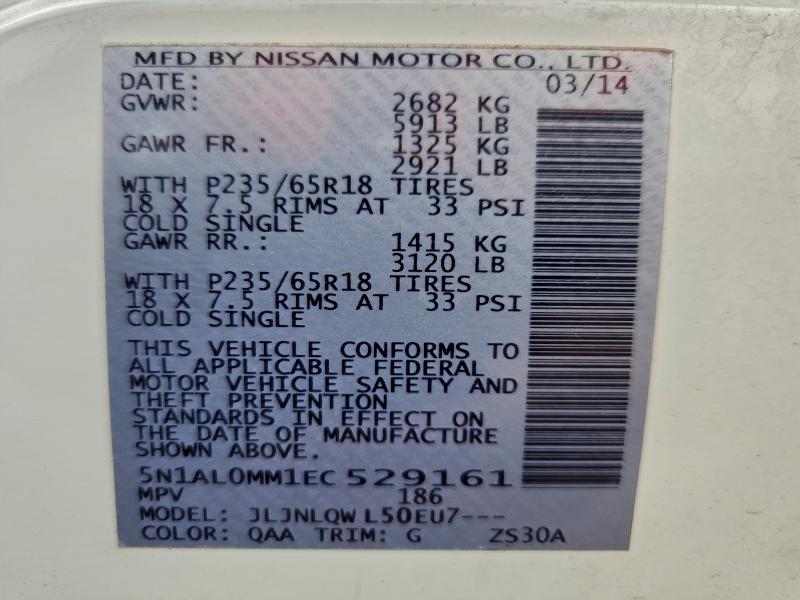 MFD BY NISSAN MOTOR CO., LTD.
DATE: 03/14
GVWR: 2682 KG
5913 LB
GAWR FR.: 1325 KG
2921 LB
WITH P235/65R18 TIRES
18 X 7.5 RIMS AT 33 PSI
COLD SINGLE
GAWR RR.: 1415 KG
3120 LB
WITH P235/65R18 TIRES
18 X 7.5 RIMS AT 33 PSI
COLD SINGLE
THIS VEHICLE CONFORMS TO
ALL APPLICABLE FEDERAL
MOTOR VEHICLE SAFETY AND
THEFT PREVENTION
STANDARDS IN EFFECT ON
THE DATE OF MANUFACTURE
SHOWN ABOVE.
5N1AL0MM1EC529161
MPV 186
MODEL: JLJNLQW L50EU7---
COLOR: QAA TRIM: G ZS30A